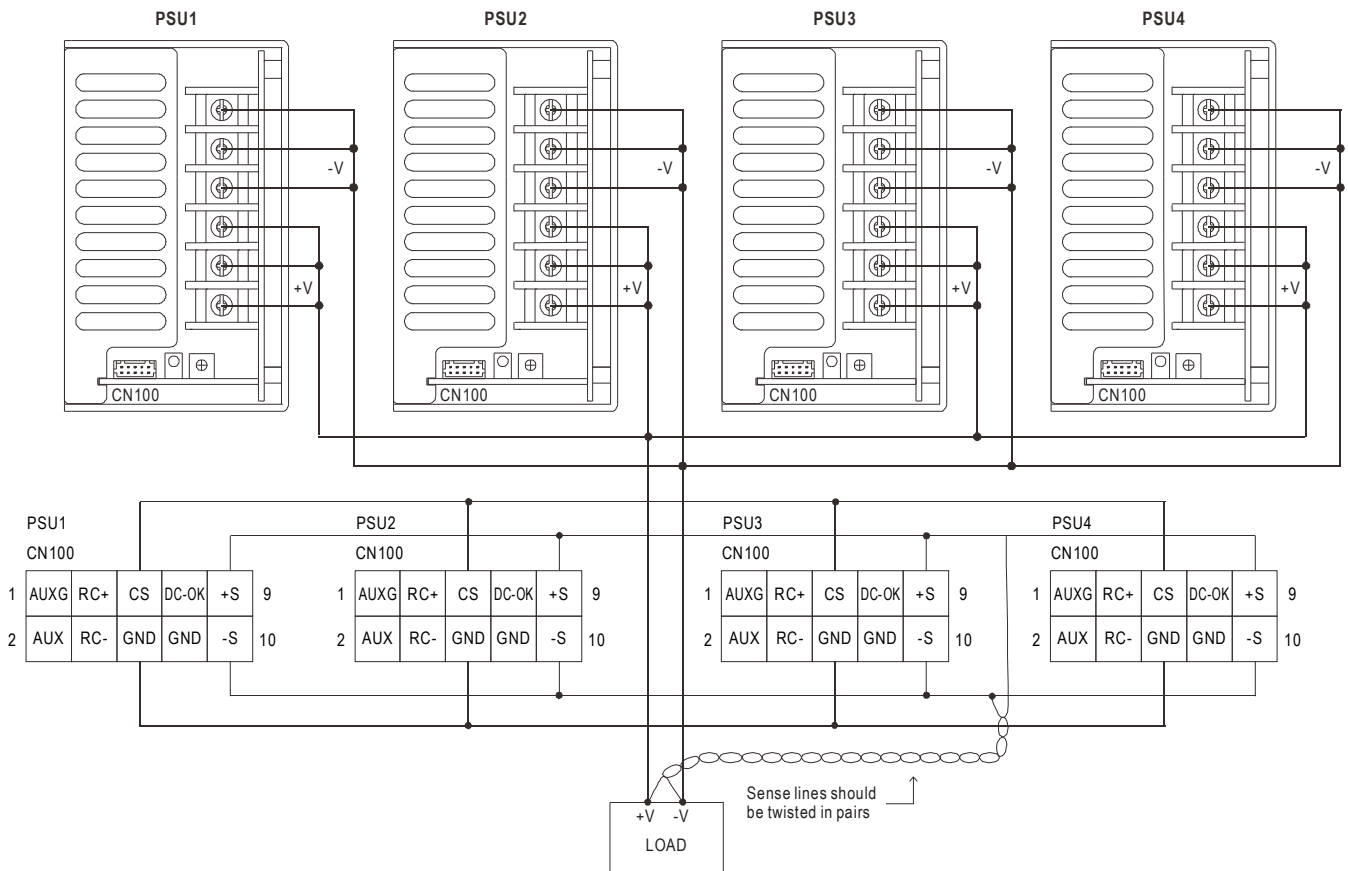 PSU1 PSU2 PSU3 PSU4
-V -V -V -V
+V +V +V +V
CN100 CN100 CN100 CN100
PSU1 PSU2 PSU3 PSU4
CN100 CN100 CN100 CN100
1 AUXG RC+ CS DC-OK +S 9 1 AUXG RC+ CS DC-OK +S 9 1 AUXG RC+ CS DC-OK +S 9 1 AUXG RC+ CS DC-OK +S 9
2 AUX RC- GND GND -S 10 2 AUX RC- GND GND -S 10 2 AUX RC- GND GND -S 10 2 AUX RC- GND GND -S 10
Sense lines should
be twisted in pairs
+V -V
LOAD